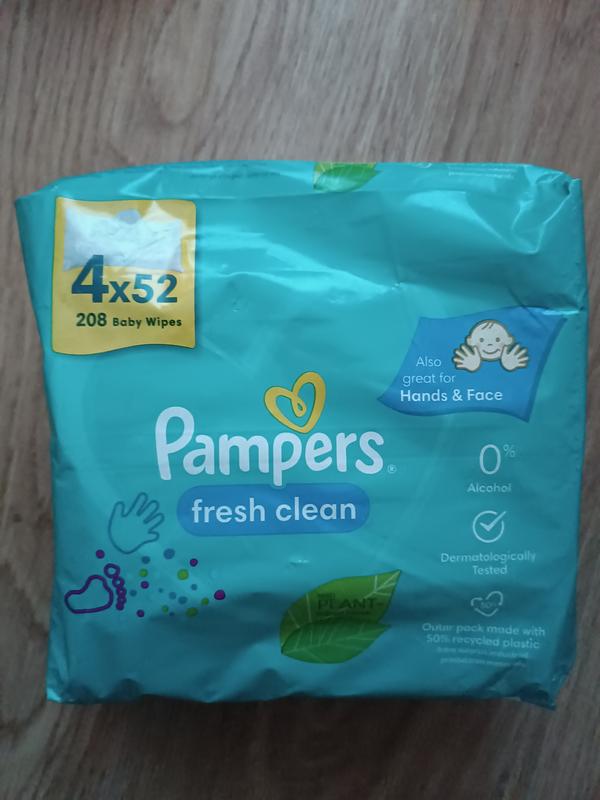 4x52
208 Baby Wipes
Also
great for
Hands & Face
Pampers®
fresh clean
0%
Alcohol
Dermatologically
Tested
PLANT-
50%
Outer pack made with
50% recycled plastic